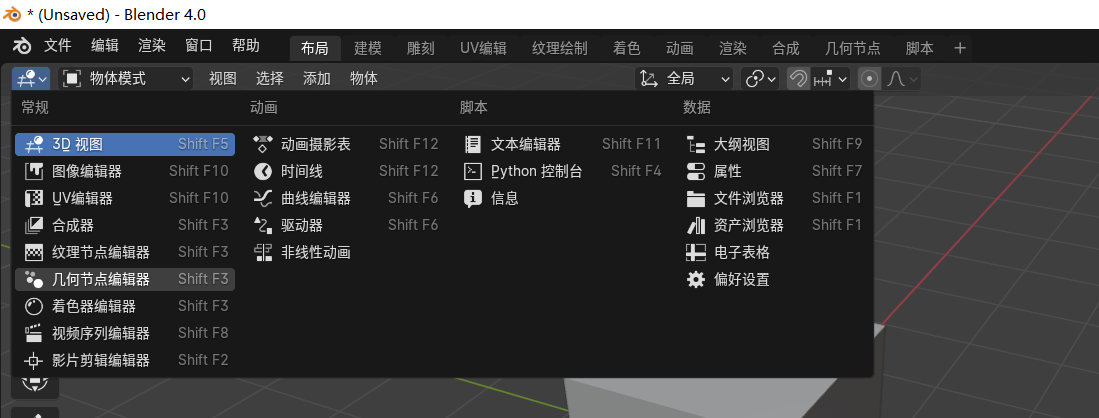 * (Unsaved) - Blender 4.0
文件 编辑 渲染 窗口 帮助 布局 建模 雕刻 UV编辑 纹理绘制 着色 动画 渲染 合成 几何节点 脚本 +
物体模式 视图 选择 添加 物体 全局
常规 动画 脚本 数据
3D 视图 Shift F5 动画摄影表 Shift F12 文本编辑器 Shift F11 大纲视图 Shift F9
图像编辑器 Shift F10 时间线 Shift F12 Python 控制台 Shift F4 属性 Shift F7
UV编辑器 Shift F10 曲线编辑器 Shift F6 信息 文件浏览器 Shift F1
合成器 Shift F3 驱动器 Shift F6 资产浏览器 Shift F1
纹理节点编辑器 Shift F3 非线性动画 电子表格
几何节点编辑器 Shift F3 偏好设置
着色器编辑器 Shift F3
视频序列编辑器 Shift F8
影片剪辑编辑器 Shift F2